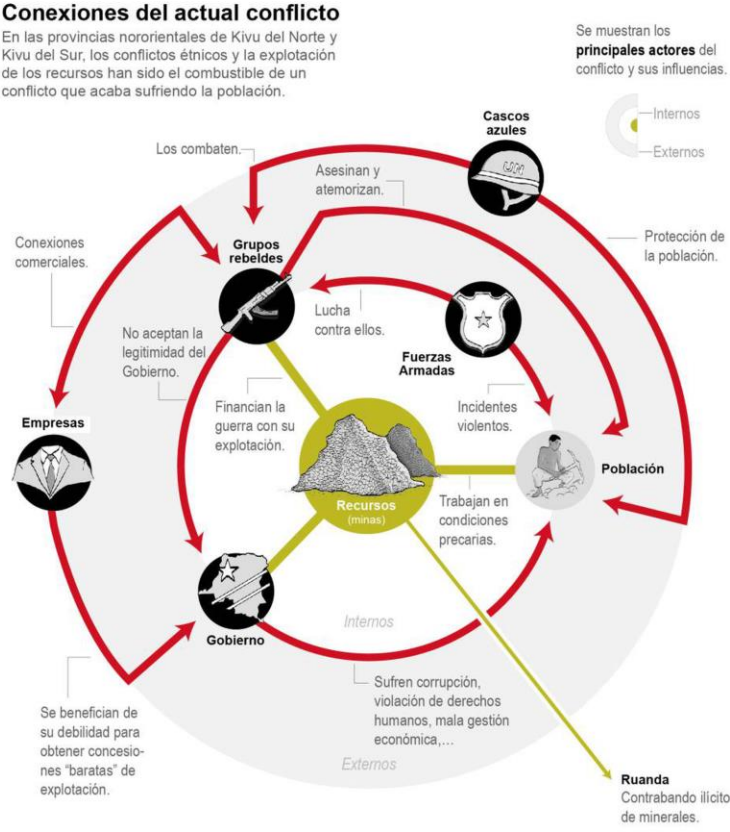 Conexiones del actual conflicto
En las provincias nororientales de Kivu del Norte y
Kivu del Sur, los conflictos étnicos y la explotación
de los recursos han sido el combustible de un
conflicto que acaba sufriendo la población.
Se muestran los
principales actores del
conflicto y sus influencias.
Internos
Externos
Cascos
azules
UN
Los combaten.
Asesinan y
atemorizan.
Conexiones
comerciales.
Grupos
rebeldes
Protección de
la población.
No aceptan la
legitimidad del
Gobierno.
Lucha
contra ellos.
Fuerzas
Armadas
Empresas
Financian la
guerra con su
explotación.
Incidentes
violentos.
Población
Recursos
(minas)
Trabajan en
condiciones
precarias.
Gobierno
Internos
Sufren corrupción,
violación de derechos
humanos, mala gestión
económica,...
Se benefician de
su debilidad para
obtener concesio-
nes “baratas” de
explotación.
Externos
Ruanda
Contrabando ilícito
de minerales.